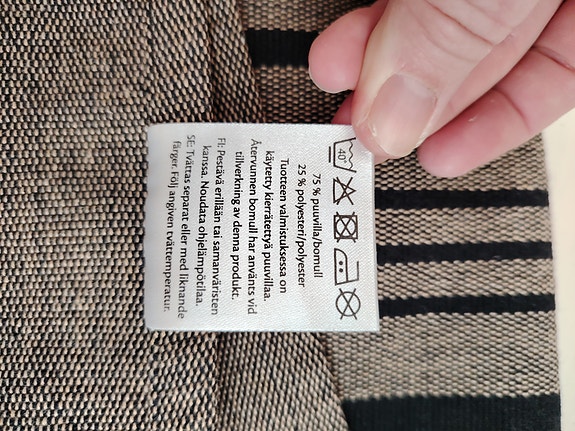 40°
75 % puuvilla/bomull
25 % polyesteri/polyester
Tuotteen valmistuksessa on
käytetty kierrätettyä puuvillaa.
Återvunnen bomull har använts vid
tillverkning av denna produkt.
FI: Pestävä erillään tai samanväristen
kanssa. Noudata ohjelämpötilaa.
SE: Tvättas separat eller med liknande
färger. Följ angiven tvättemperatur.